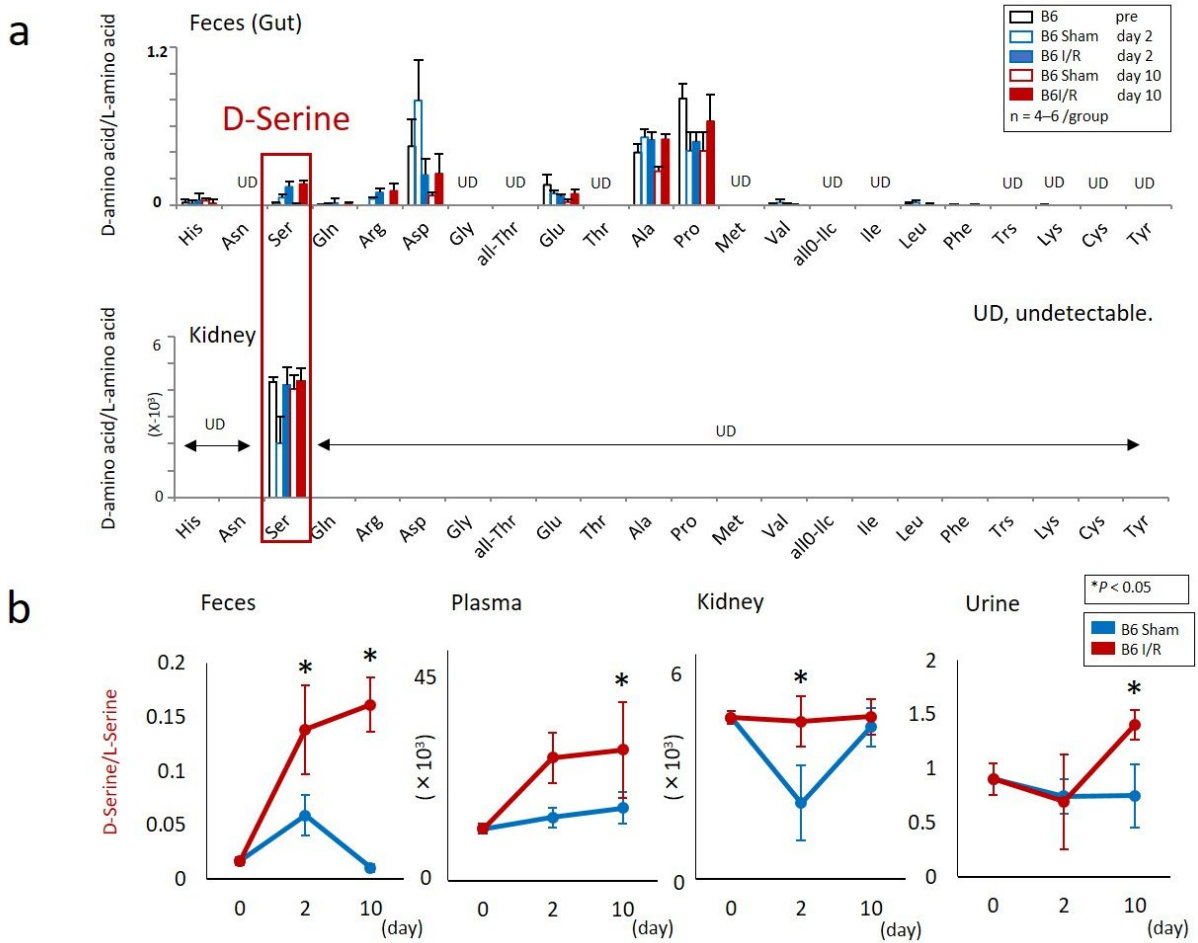 a
Feces (Gut)
B6 pre
B6 Sham day 2
B6 I/R day 2
B6 Sham day 10
B6I/R day 10
n = 4–6 /group
D-amino acid/L-amino acid
1.2
0
D-Serine
UD
UD
UD
UD
UD
UD
UD
UD
UD
UD
UD
His
Asn
Ser
Gln
Arg
Asp
Gly
all-Thr
Glu
Thr
Ala
Pro
Met
Val
all0-Ilc
Ile
Leu
Phe
Trs
Lys
Cys
Tyr
UD, undetectable.
Kidney
D-amino acid/L-amino acid
(X·10³)
6
0
UD
UD
His
Asn
Ser
Gln
Arg
Asp
Gly
all-Thr
Glu
Thr
Ala
Pro
Met
Val
all0-Ilc
Ile
Leu
Phe
Trs
Lys
Cys
Tyr
b
*P < 0.05
B6 Sham
B6 I/R
D-Serine/L-Serine
Feces
0.2
0.15
0.1
0.05
0
*
*
0
2
10
(day)
Plasma
45
(×10³)
0
*
0
2
10
(day)
Kidney
6
(×10³)
0
*
0
2
10
(day)
Urine
2
1.5
1
0.5
0
*
0
2
10
(day)